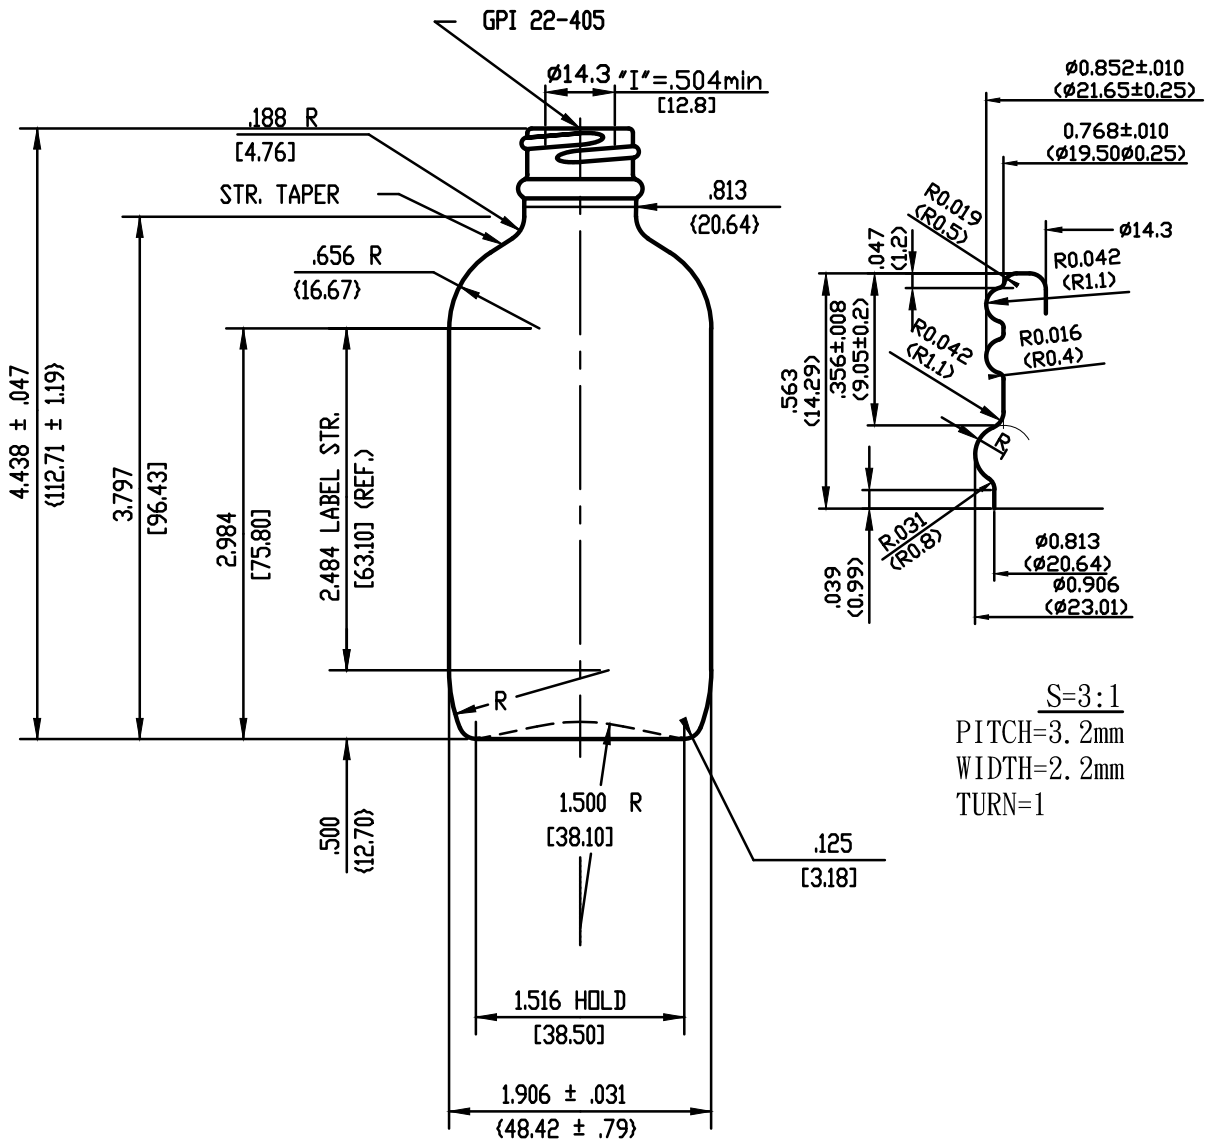 GPI 22-405
ø14.3
"I"=.504min
[12.8]
.188 R
[4.76]
STR. TAPER
.813
{20.64}
.656 R
{16.67}
4.438 ± .047
{112.71 ± 1.19}
3.797
[96.43]
2.984
[75.80]
2.484 LABEL STR.
[63.10] (REF.)
R
.500
{12.70}
1.500 R
[38.10]
.125
[3.18]
1.516 HOLD
[38.50]
1.906 ± .031
{48.42 ± .79}
ø0.852±.010
(ø21.65±0.25)
0.768±.010
(ø19.50ø0.25)
R0.019
(R0.5)
ø14.3
.047
(1.2)
R0.042
(R1.1)
R0.042
(R1.1)
R0.016
(R0.4)
.563
(14.29)
.356±.008
(9.05±0.2)
R
R.031
(R0.8)
.039
(0.99)
ø0.813
(ø20.64)
ø0.906
(ø23.01)
S=3:1
PITCH=3.2mm
WIDTH=2.2mm
TURN=1